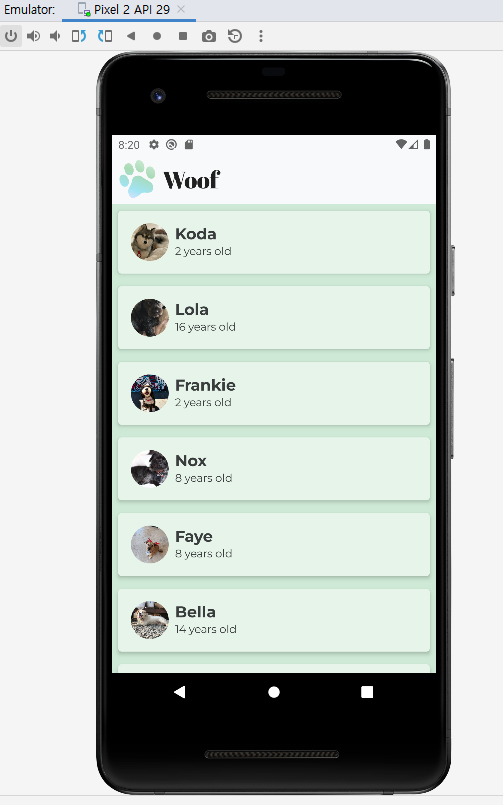 Emulator: Pixel 2 API 29
8:20
Woof
Koda
2 years old
Lola
16 years old
Frankie
2 years old
Nox
8 years old
Faye
8 years old
Bella
14 years old